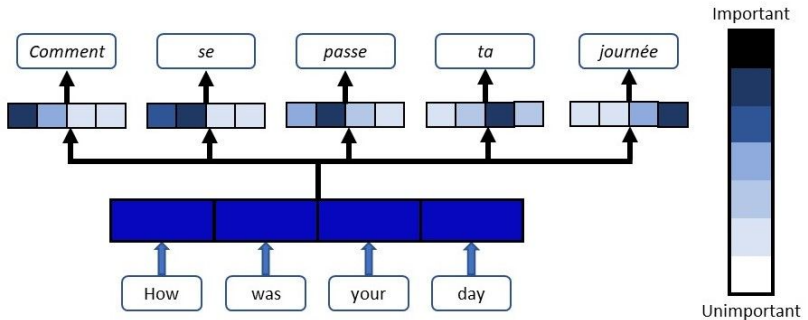 Important
Comment se passe ta journée
How was your day
Unimportant